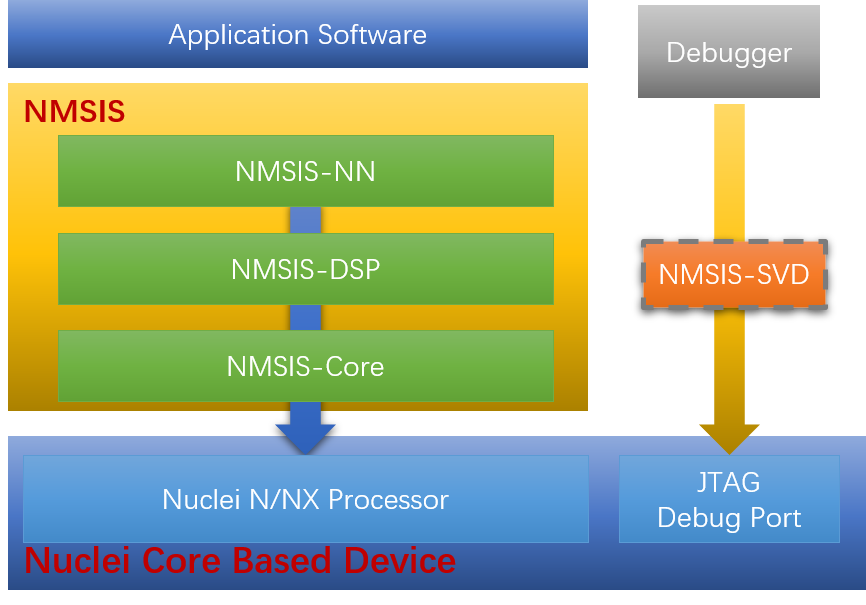 Application Software
Debugger
NMSIS
NMSIS-NN
NMSIS-DSP
NMSIS-SVD
NMSIS-Core
Nuclei N/NX Processor
JTAG
Debug Port
Nuclei Core Based Device